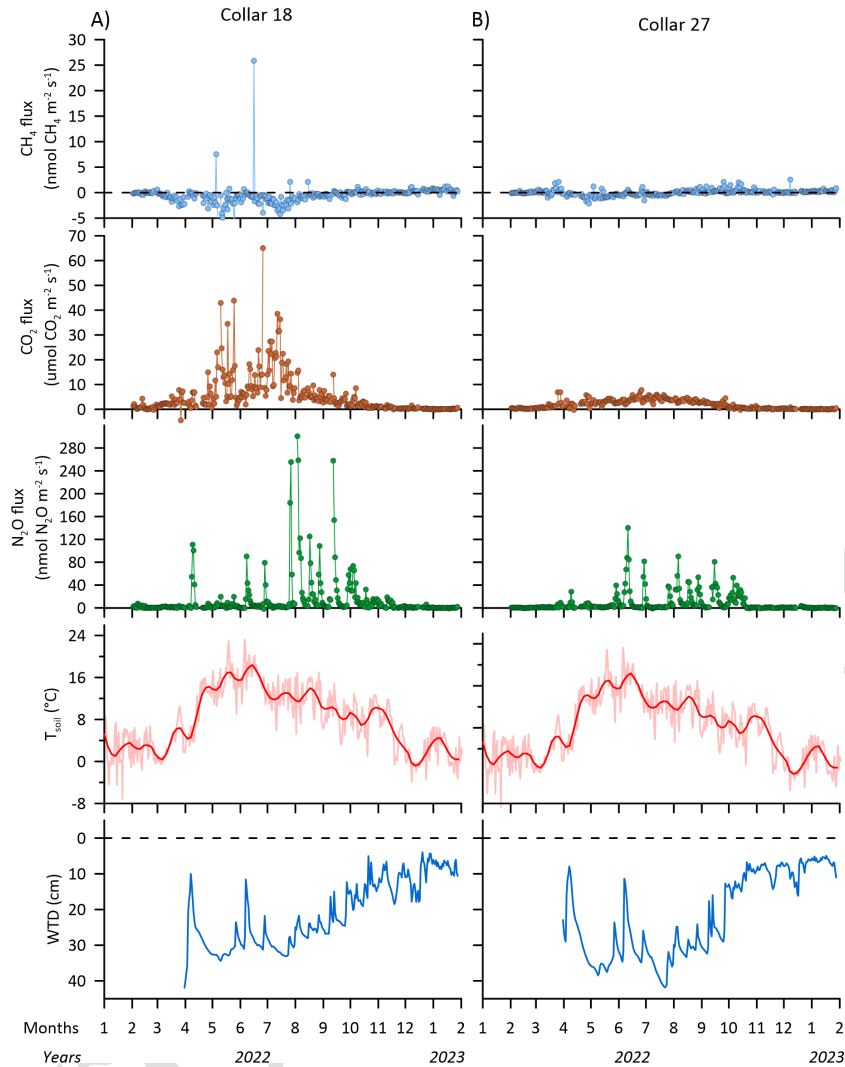 A)
Collar 18
B)
Collar 27
CH4 flux
(nmol CH4 m-2 s-1)
30
25
20
15
10
5
0
-5
CO2 flux
(umol CO2 m-2 s-1)
70
60
50
40
30
20
10
0
N2O flux
(nmol N2O m-2 s-1)
280
240
200
160
120
80
40
0
Tsoil (°C)
24
16
8
0
-8
WTD (cm)
0
10
20
30
40
Months
1 2 3 4 5 6 7 8 9 10 11 12 1 2
1 2 3 4 5 6 7 8 9 10 11 12 1 2
Years
2022
2023
2022
2023